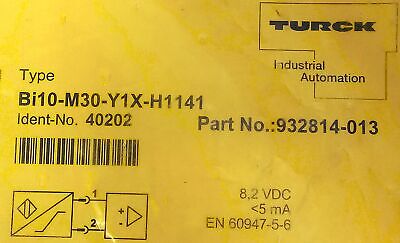 TURCK
Industrial
Automation
Type
Bi10-M30-Y1X-H1141
Ident-No. 40202
Part No.:932814-013
1
2
+
-
8,2 VDC
<5 mA
EN 60947-5-6